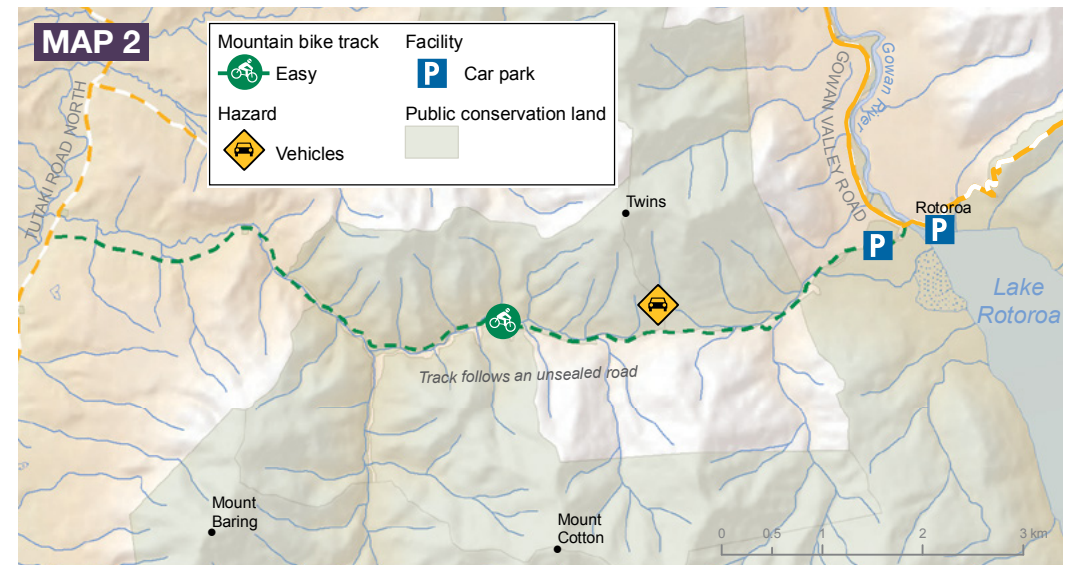 MAP 2
Mountain bike track
Easy
Hazard
Vehicles
Facility
P Car park
Public conservation land
TUTAKI ROAD NORTH
GOWAN VALLEY ROAD
Gowan River
Twins
Rotoroa
P
P
Lake
Rotoroa
Track follows an unsealed road
Mount
Baring
Mount
Cotton
0 0.5 1 2 3 km